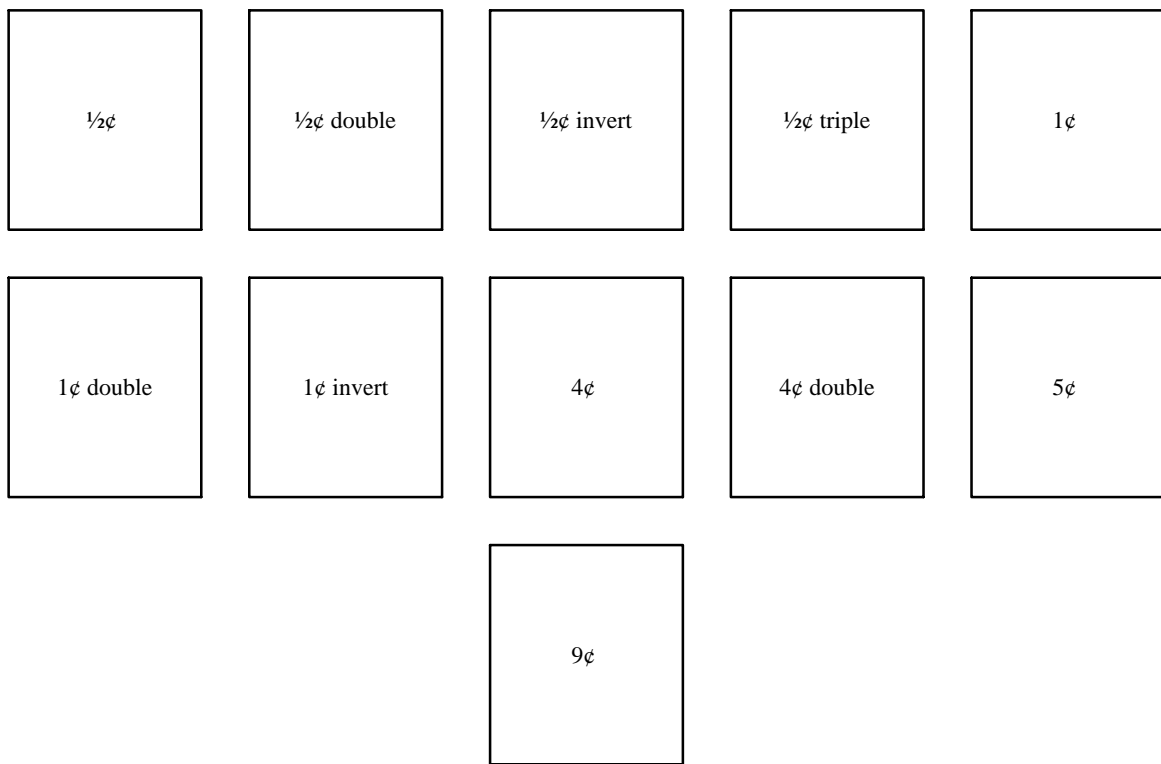 ½¢
½¢ double
½¢ invert
½¢ triple
1¢
1¢ double
1¢ invert
4¢
4¢ double
5¢
9¢